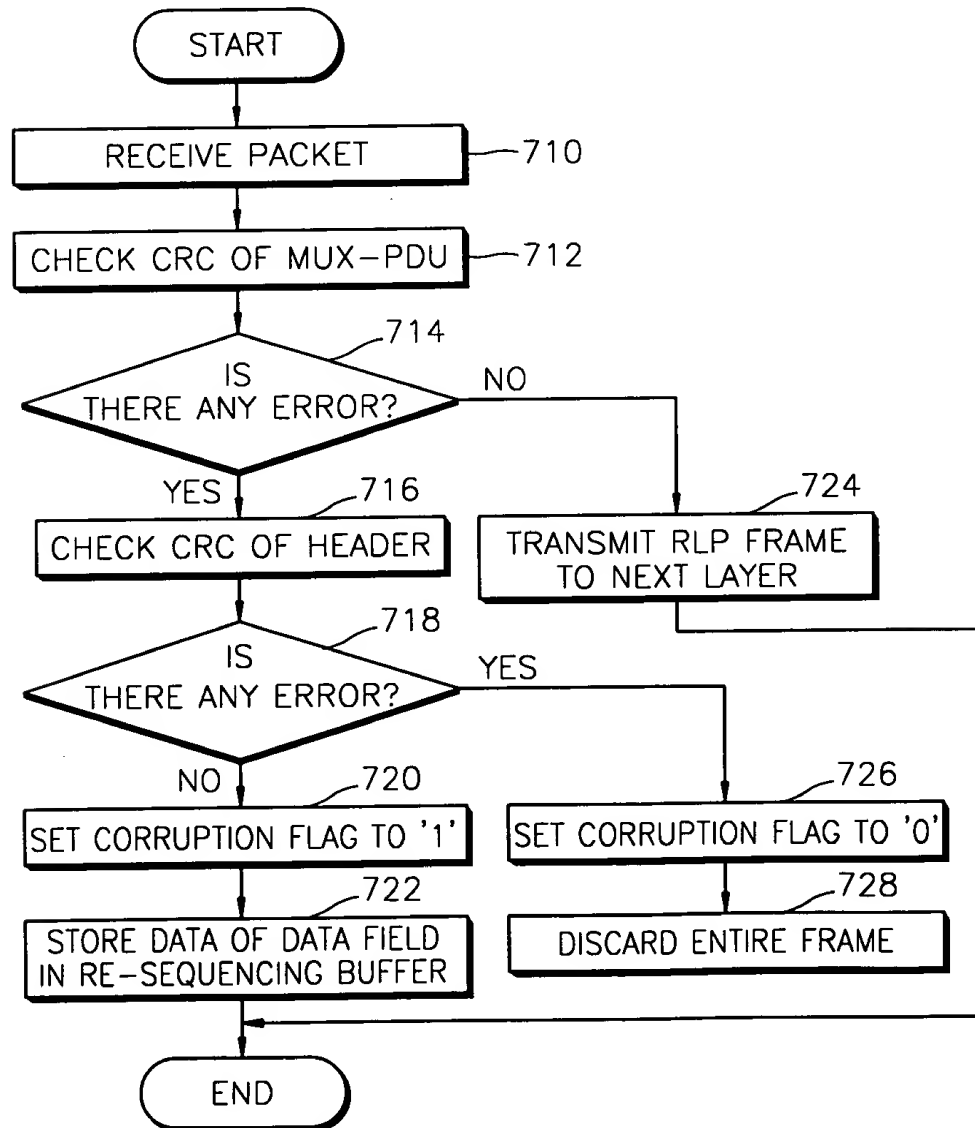 START
RECEIVE PACKET
710
CHECK CRC OF MUX-PDU
712
714
IS
THERE ANY ERROR?
NO
YES
716
CHECK CRC OF HEADER
724
TRANSMIT RLP FRAME
TO NEXT LAYER
718
IS
THERE ANY ERROR?
YES
NO
720
SET CORRUPTION FLAG TO '1'
726
SET CORRUPTION FLAG TO '0'
722
STORE DATA OF DATA FIELD
IN RE-SEQUENCING BUFFER
728
DISCARD ENTIRE FRAME
END